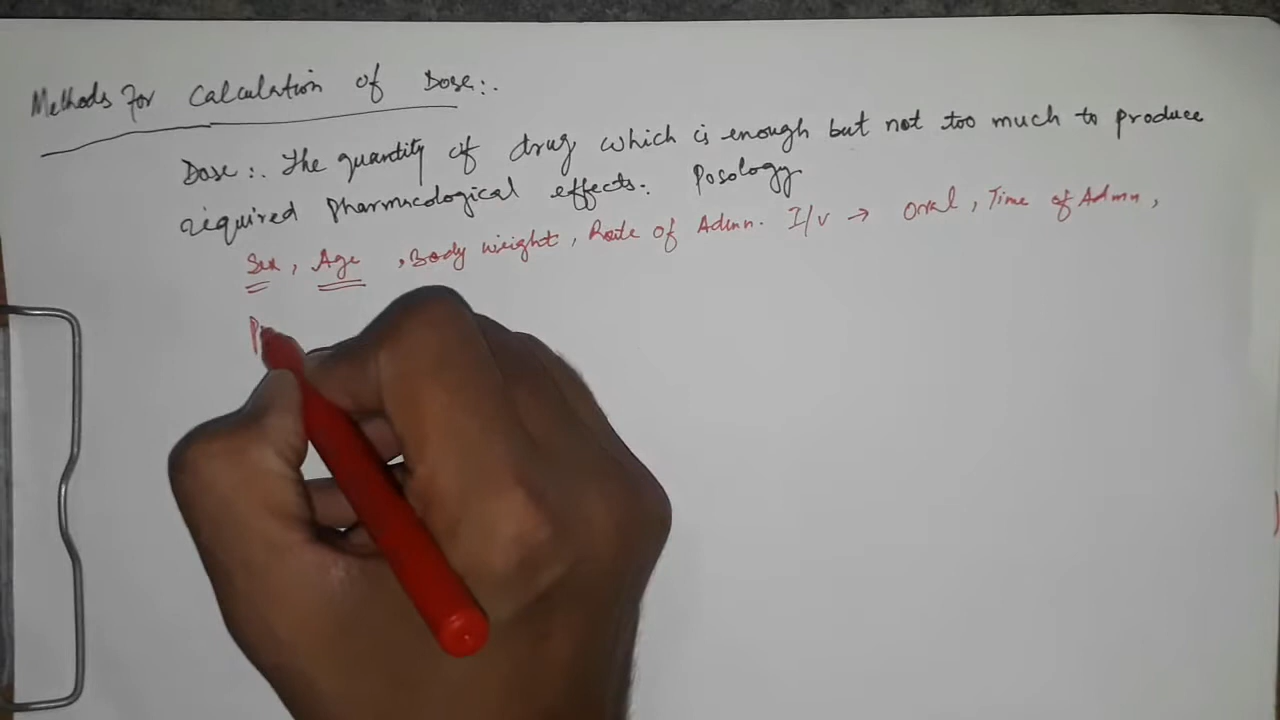 Methods For Calculation of Dose:.
Dose:. The quantity of drug which is enough but not too much to produce
required Pharmacological effects. Posology
Sex, Age, Body weight, Route of Admn. I/V → Oral, Time of Admn,
P